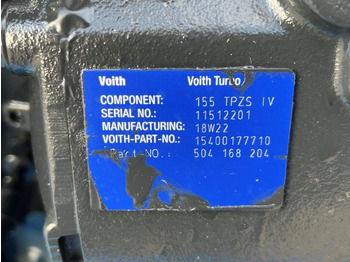 Voith Voith Turbo
COMPONENT: 155 TPZS IV
SERIAL NO.: 11512201
MANUFACTURING: 18W22
VOITH-PART-NO.: 15400177710
Part-NO.: 504 168 204